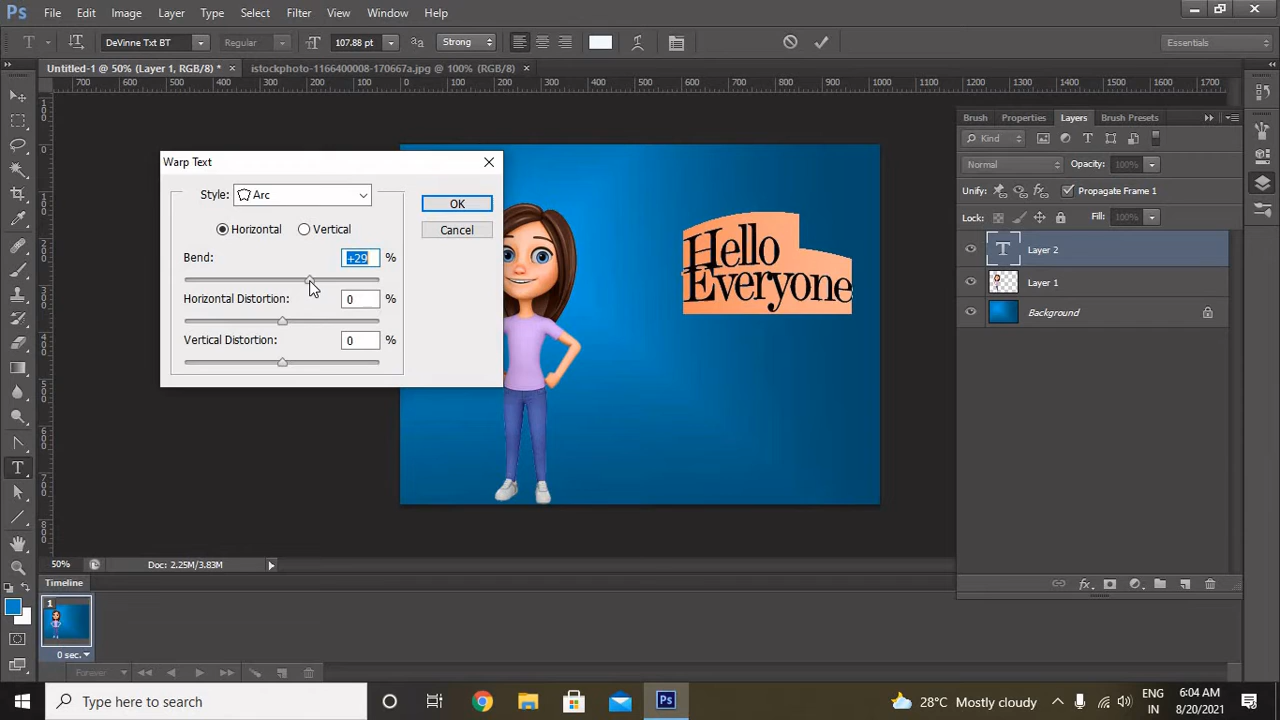 Ps File Edit Image Layer Type Select Filter View Window Help
T DeVinne Txt BT Regular 107.88 pt aa Strong Essentials
Untitled-1 @ 50% (Layer 1, RGB/8) * × istockphoto-1166400008-170667a.jpg @ 100% (RGB/8) ×
Brush Properties Layers Brush Presets
Kind
Normal Opacity: 100%
Unify: Propagate Frame 1
Lock: Fill: 100%
T Layer 2
Layer 1
Background
Warp Text
Style: Arc
OK
Horizontal Vertical
Cancel
Bend: +29 %
Horizontal Distortion: 0 %
Vertical Distortion: 0 %
Hello
Everyone
50% Doc: 2.25M/3.83M
Timeline
1
0 sec.
Forever
Type here to search
Ps
28°C Mostly cloudy
ENG
IN
6:04 AM
8/20/2021